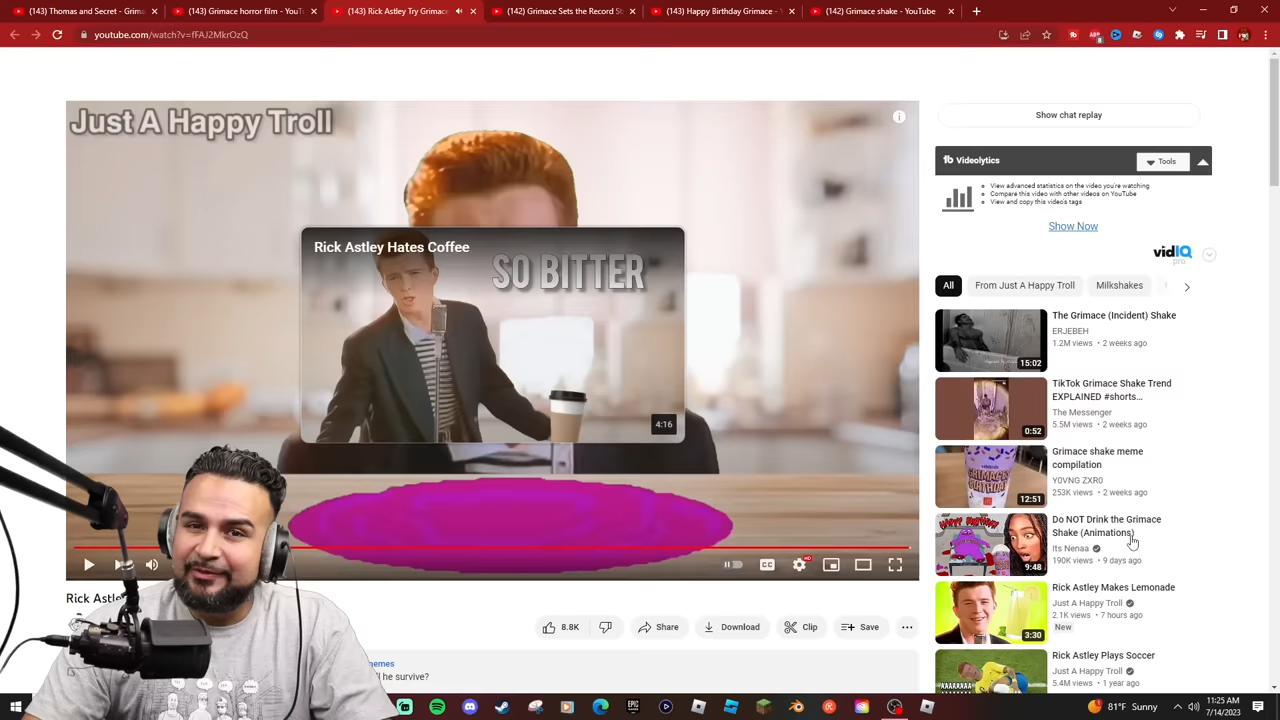 (143) Thomas and Secret - Grimac
(143) Grimace horror film - YouT
(143) Rick Astley Try Grimace
(142) Grimace Sets the Record St
(143) Happy Birthday Grimace - Y
(142) Grimace shake - YouTube
youtube.com/watch?v=fFAJ2MkrOzQ
Just A Happy Troll
Rick Astley Hates Coffee
SO BITTER
4:16
CC
HD
Rick Astle
8.8K
Share
Download
Clip
Save
memes
he survive?
Show chat replay
Videolytics
Tools
View advanced statistics on the video you're watching
Compare this video with other videos on YouTube
View and copy this video's tags
Show Now
vidIQ
pro
All
From Just A Happy Troll
Milkshakes
15:02
The Grimace (Incident) Shake
ERJEBEH
1.2M views • 2 weeks ago
0:52
TikTok Grimace Shake Trend
EXPLAINED #shorts...
The Messenger
5.5M views • 2 weeks ago
12:51
Grimace shake meme
compilation
Y0VNG ZXR0
253K views • 2 weeks ago
9:48
Do NOT Drink the Grimace
Shake (Animations)
Its Nenaa
190K views • 9 days ago
3:30
Rick Astley Makes Lemonade
Just A Happy Troll
2.1K views • 7 hours ago
New
Rick Astley Plays Soccer
Just A Happy Troll
5.4M views • 1 year ago
81°F Sunny
11:25 AM
7/14/2023